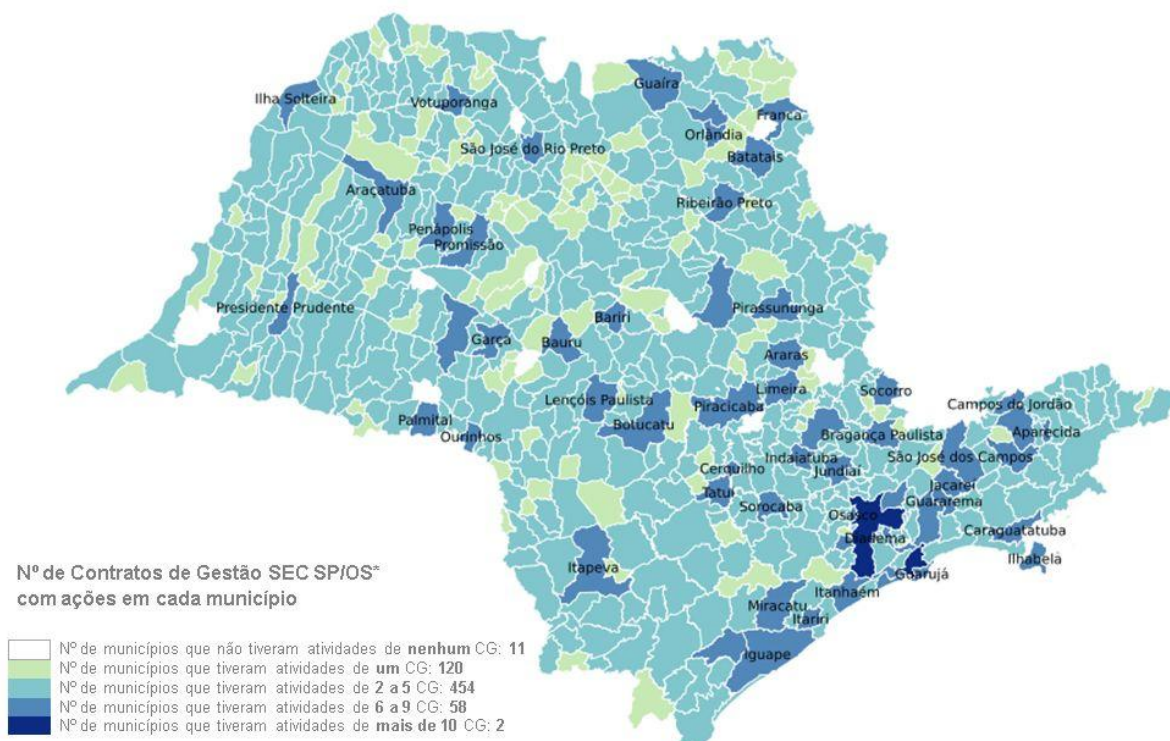 Guaíra
Ilha Solteira
Votuporanga
Franca
Orlândia
São José do Rio Preto
Batatais
Araçatuba
Ribeirão Preto
Penápolis
Promissão
Presidente Prudente
Pirassununga
Bariri
Garça
Bauru
Araras
Limeira
Socorro
Lençóis Paulista
Piracicaba
Campos do Jordão
Palmital
Botucatu
Bragança Paulista
Aparecida
Ourinhos
Indaiatuba
São José dos Campos
Cerquilho
Jundiaí
Jacareí
Tatuí
Guararema
Sorocaba
Osasco
Caraguatatuba
Diadema
Ilhabela
Itapeva
Guarujá
Itanhaém
Miracatu
Itariri
Iguape
Nº de Contratos de Gestão SEC SP/OS*
com ações em cada município
Nº de municípios que não tiveram atividades de nenhum CG: 11
Nº de municípios que tiveram atividades de um CG: 120
Nº de municípios que tiveram atividades de 2 a 5 CG: 454
Nº de municípios que tiveram atividades de 6 a 9 CG: 58
Nº de municípios que tiveram atividades de mais de 10 CG: 2